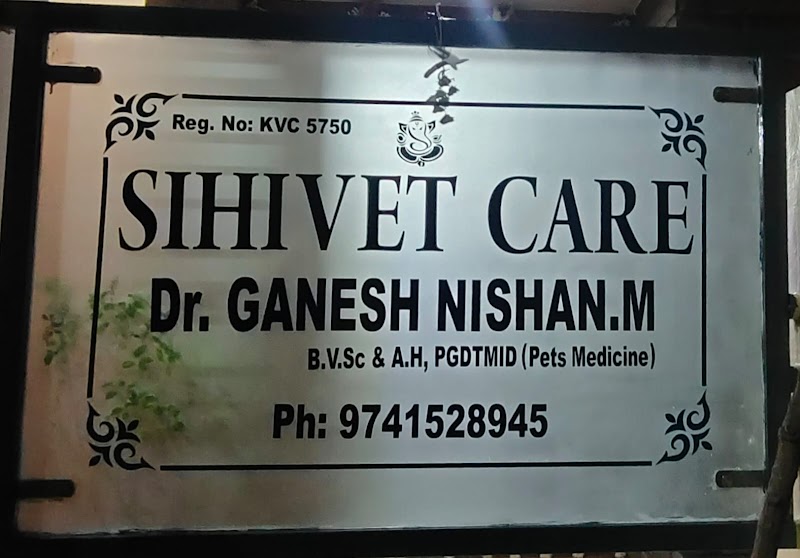 Reg. No: KVC 5750
SIHIVET CARE
Dr. GANESH NISHAN.M
B.V.Sc & A.H, PGDTMID (Pets Medicine)
Ph: 9741528945